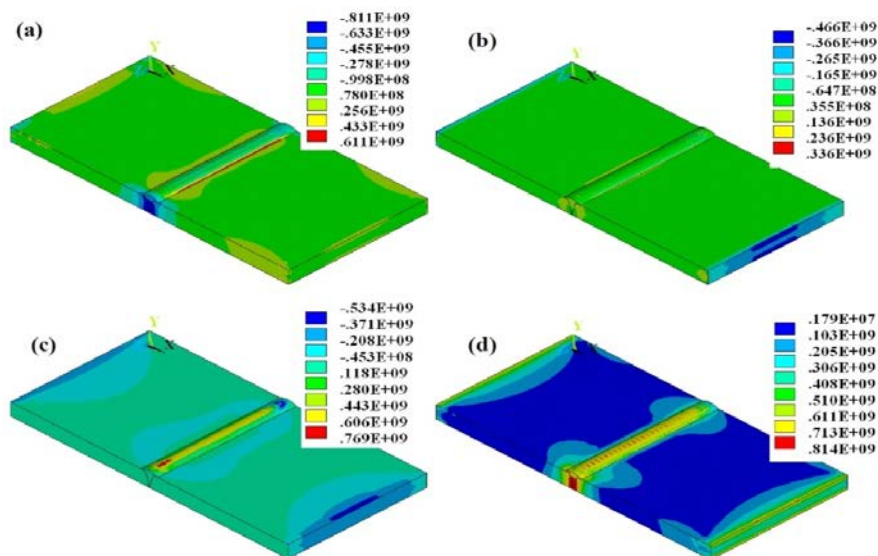 (a)
Y
X
Z
-.811E+09
-.633E+09
-.455E+09
-.278E+09
-.998E+08
.780E+08
.256E+09
.433E+09
.611E+09
(b)
Y
X
Z
-.466E+09
-.366E+09
-.265E+09
-.165E+09
-.647E+08
.355E+08
.136E+09
.236E+09
.336E+09
(c)
Y
X
-.534E+09
-.371E+09
-.208E+09
-.453E+08
.118E+09
.280E+09
.443E+09
.606E+09
.769E+09
(d)
Y
X
.179E+07
.103E+09
.205E+09
.306E+09
.408E+09
.510E+09
.611E+09
.713E+09
.814E+09